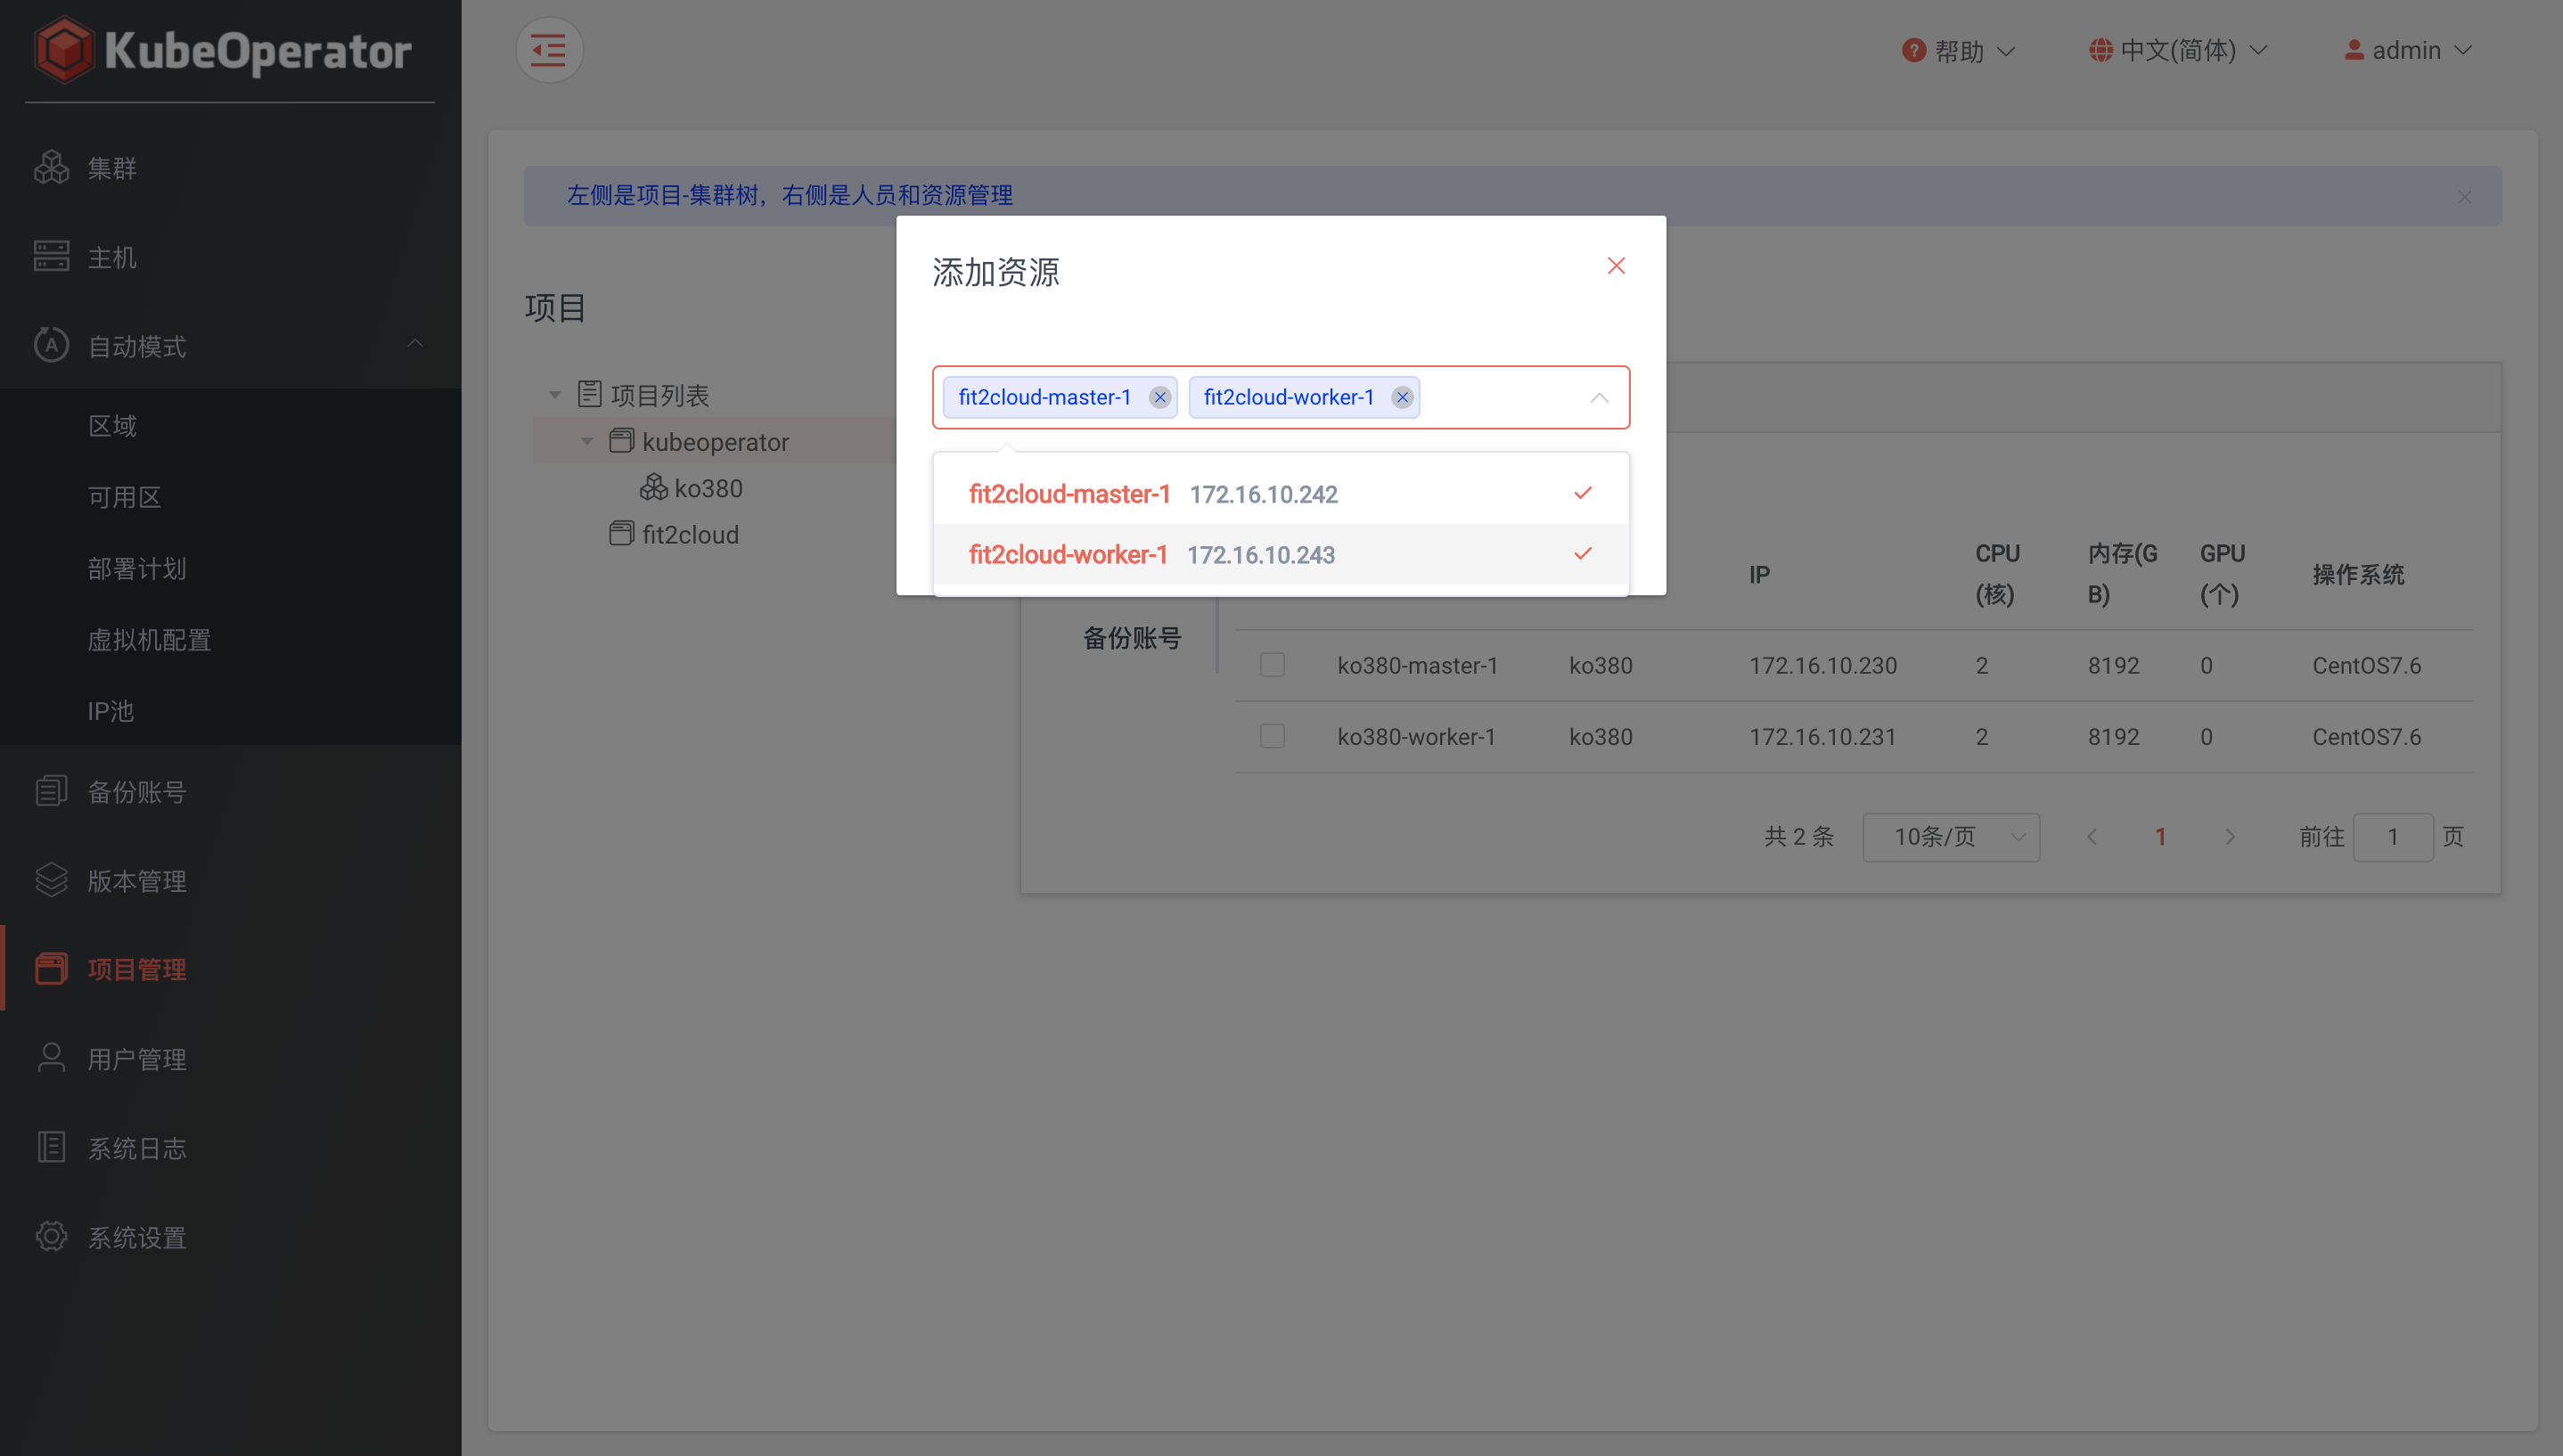 KubeOperator
集群
主机
自动模式
区域
可用区
部署计划
虚拟机配置
IP池
备份账号
版本管理
项目管理
用户管理
系统日志
系统设置
帮助
中文(简体)
admin
左侧是项目-集群树，右侧是人员和资源管理
项目
项目列表
kubeoperator
ko380
fit2cloud
添加资源
fit2cloud-master-1 fit2cloud-worker-1
fit2cloud-master-1 172.16.10.242
fit2cloud-worker-1 172.16.10.243
备份账号
IP CPU (核) 内存(GB) GPU (个) 操作系统
ko380-master-1 ko380 172.16.10.230 2 8192 0 CentOS7.6
ko380-worker-1 ko380 172.16.10.231 2 8192 0 CentOS7.6
共 2 条 10条/页 1 前往 1 页